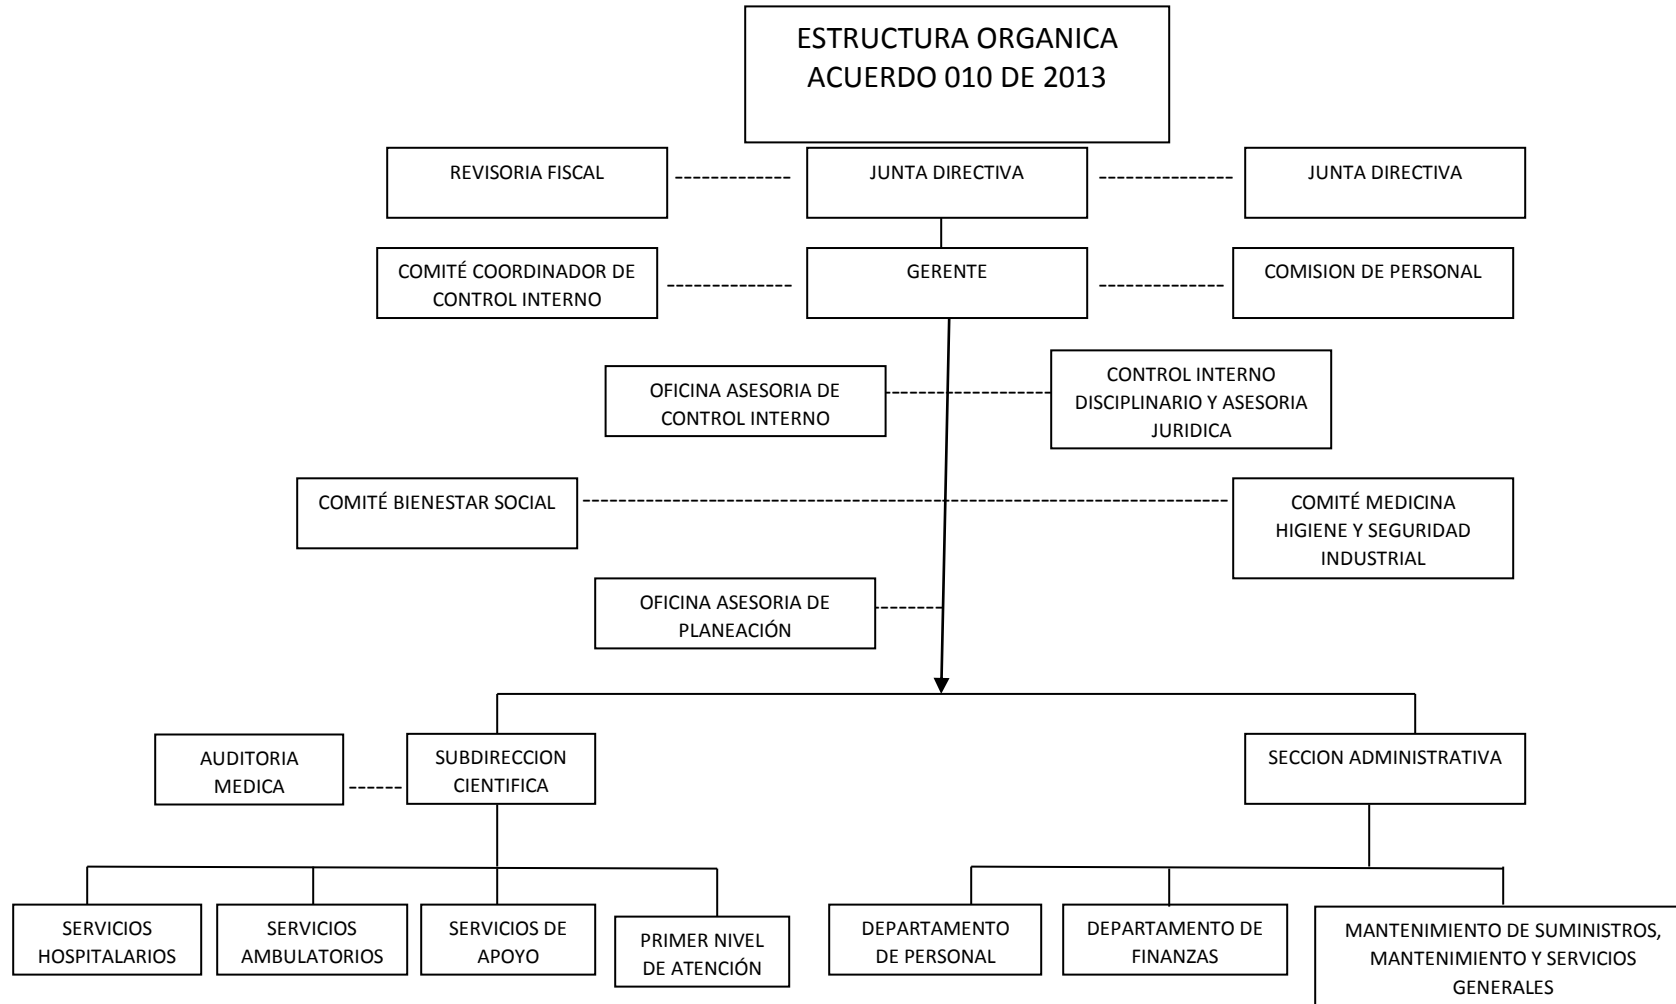 ESTRUCTURA ORGANICA
ACUERDO 010 DE 2013
REVISORIA FISCAL
JUNTA DIRECTIVA
JUNTA DIRECTIVA
COMITÉ COORDINADOR DE
CONTROL INTERNO
GERENTE
COMISION DE PERSONAL
OFICINA ASESORIA DE
CONTROL INTERNO
CONTROL INTERNO
DISCIPLINARIO Y ASESORIA
JURIDICA
COMITÉ BIENESTAR SOCIAL
COMITÉ MEDICINA
HIGIENE Y SEGURIDAD
INDUSTRIAL
OFICINA ASESORIA DE
PLANEACIÓN
AUDITORIA
MEDICA
SUBDIRECCION
CIENTIFICA
SECCION ADMINISTRATIVA
SERVICIOS
HOSPITALARIOS
SERVICIOS
AMBULATORIOS
SERVICIOS DE
APOYO
PRIMER NIVEL
DE ATENCIÓN
DEPARTAMENTO
DE PERSONAL
DEPARTAMENTO DE
FINANZAS
MANTENIMIENTO DE SUMINISTROS,
MANTENIMIENTO Y SERVICIOS
GENERALES